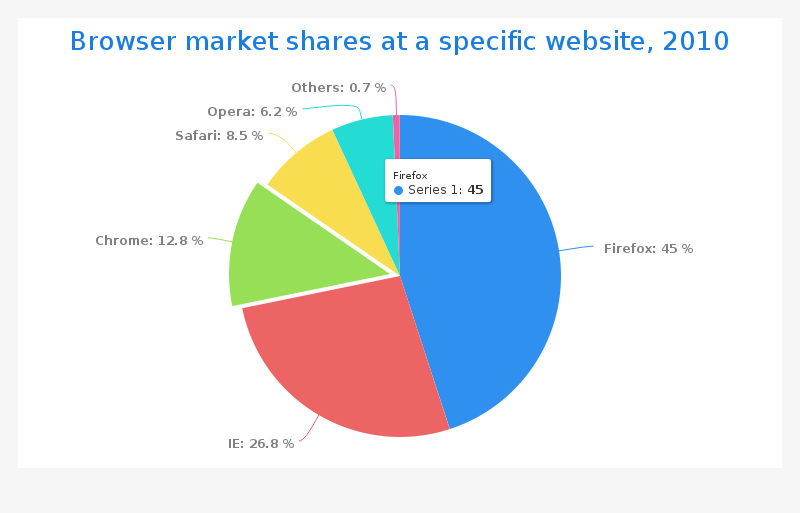 Browser market shares at a specific website, 2010
Others: 0.7 %
Opera: 6.2 %
Safari: 8.5 %
Firefox
Series 1: 45
Chrome: 12.8 %
Firefox: 45 %
IE: 26.8 %